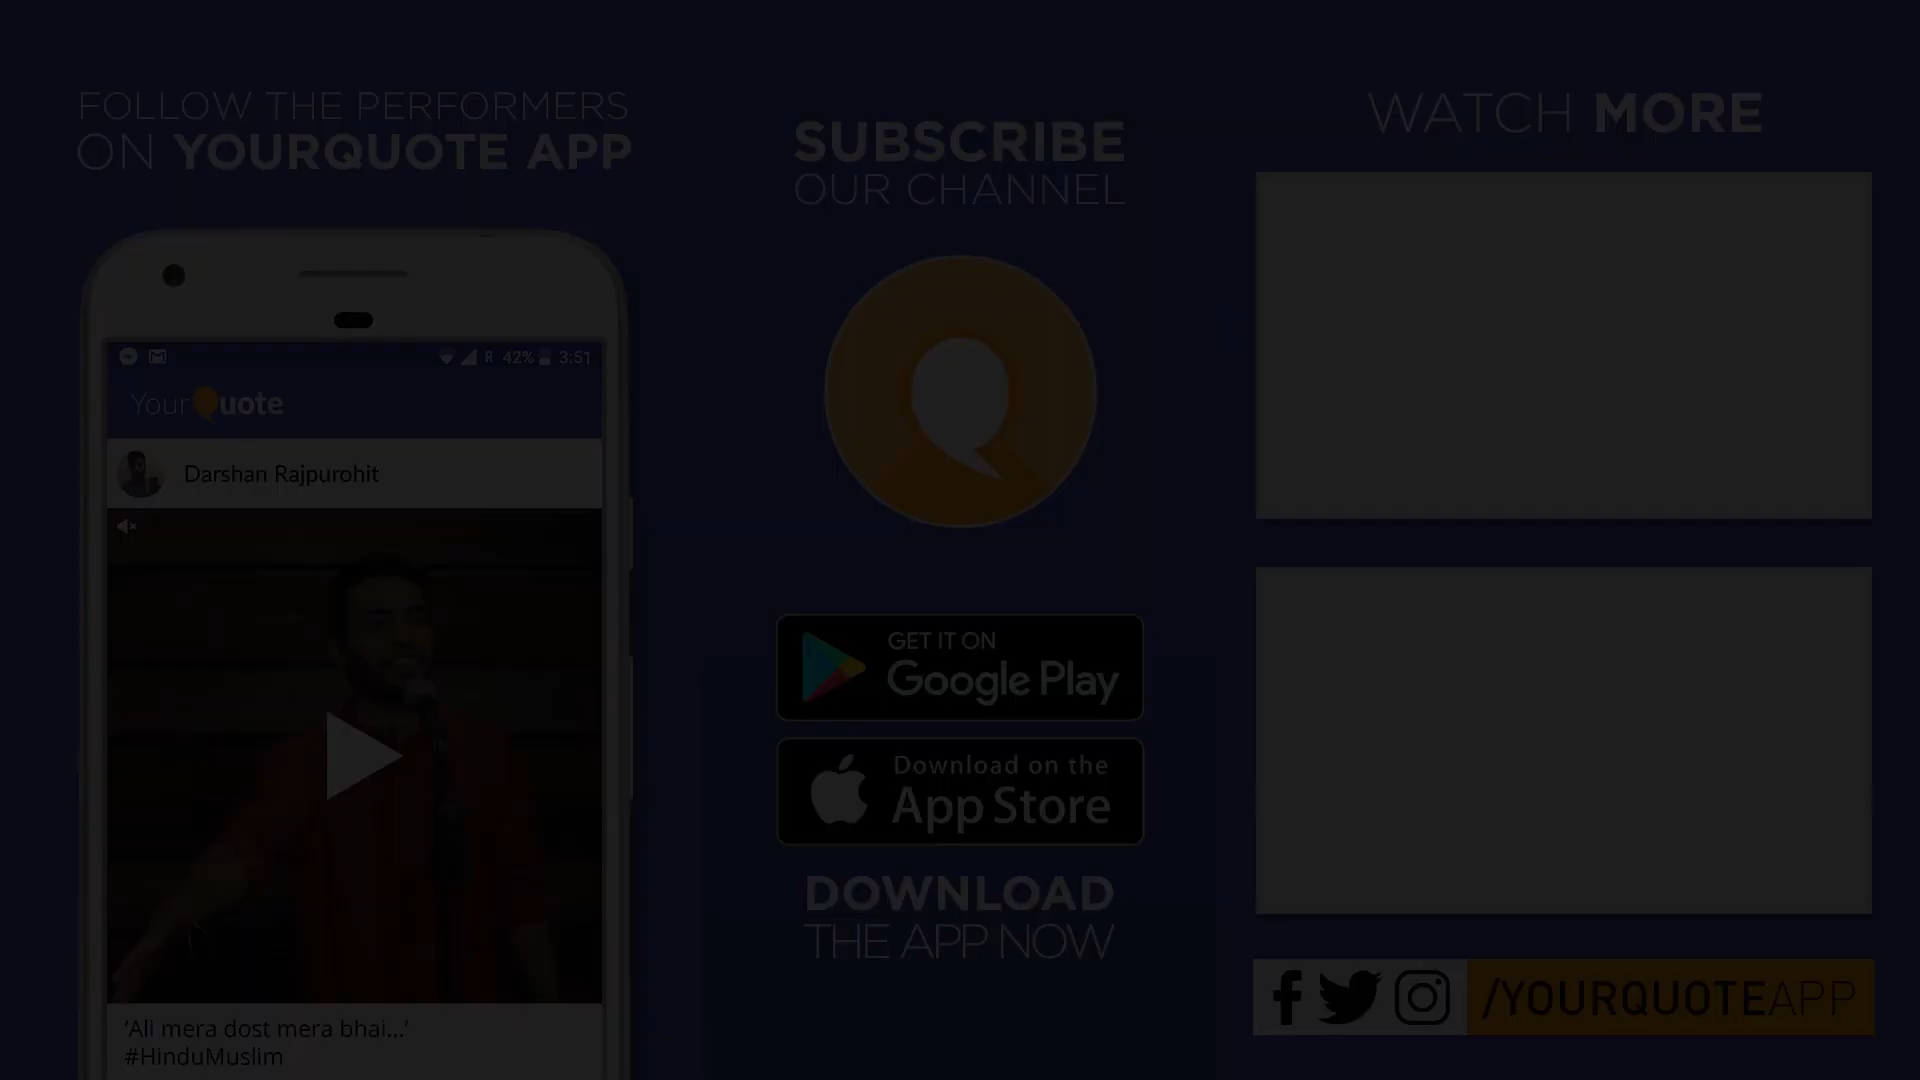 FOLLOW THE PERFORMERS
ON YOURQUOTE APP
R 42% 3:51
YourQuote
Darshan Rajpurohit
'Ali mera dost mera bhai...'
#HinduMuslim
SUBSCRIBE
OUR CHANNEL
GET IT ON
Google Play
Download on the
App Store
DOWNLOAD
THE APP NOW
WATCH MORE
/YOURQUOTEAPP